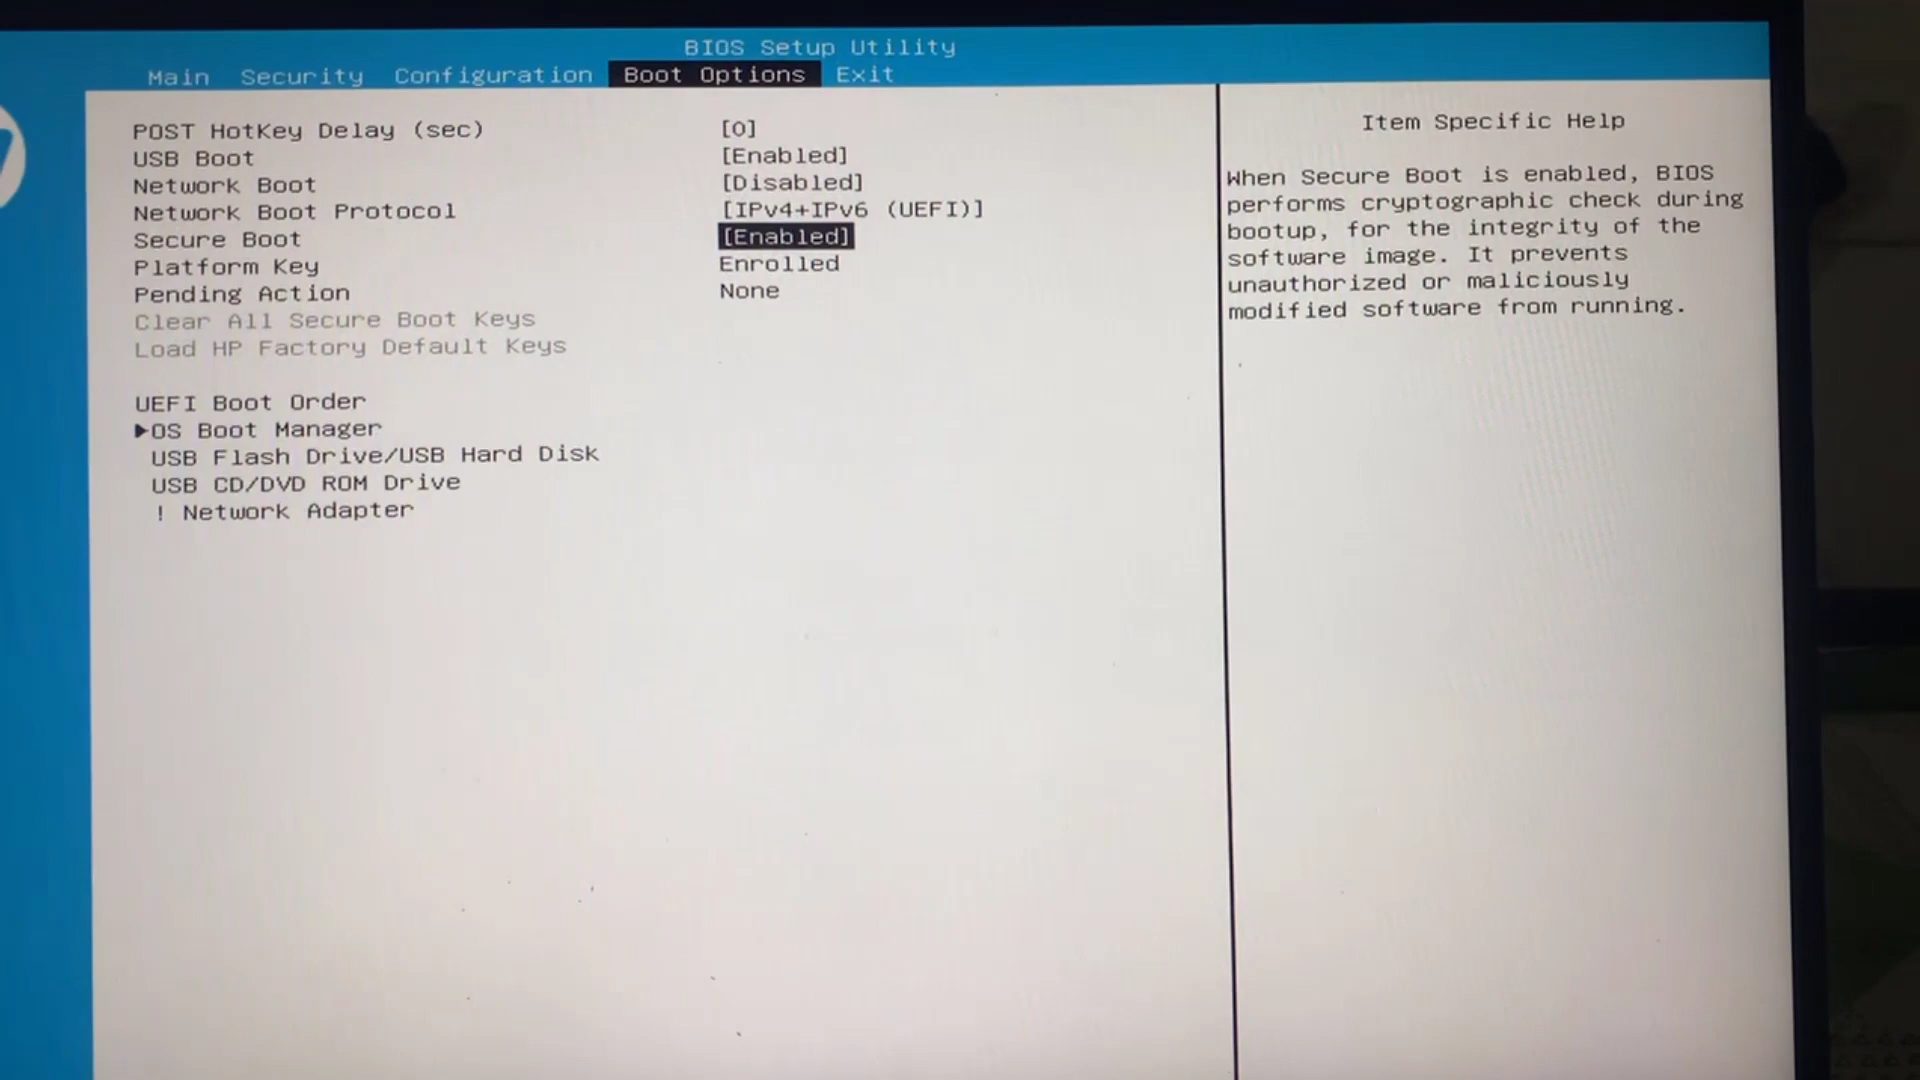 BIOS Setup Utility
Main Security Configuration Boot Options Exit
POST HotKey Delay (sec) [0]
USB Boot [Enabled]
Network Boot [Disabled]
Network Boot Protocol [IPv4+IPv6 (UEFI)]
Secure Boot [Enabled]
Platform Key Enrolled
Pending Action None
Clear All Secure Boot Keys
Load HP Factory Default Keys
UEFI Boot Order
▶OS Boot Manager
USB Flash Drive/USB Hard Disk
USB CD/DVD ROM Drive
! Network Adapter
Item Specific Help
When Secure Boot is enabled, BIOS
performs cryptographic check during
bootup, for the integrity of the
software image. It prevents
unauthorized or maliciously
modified software from running.